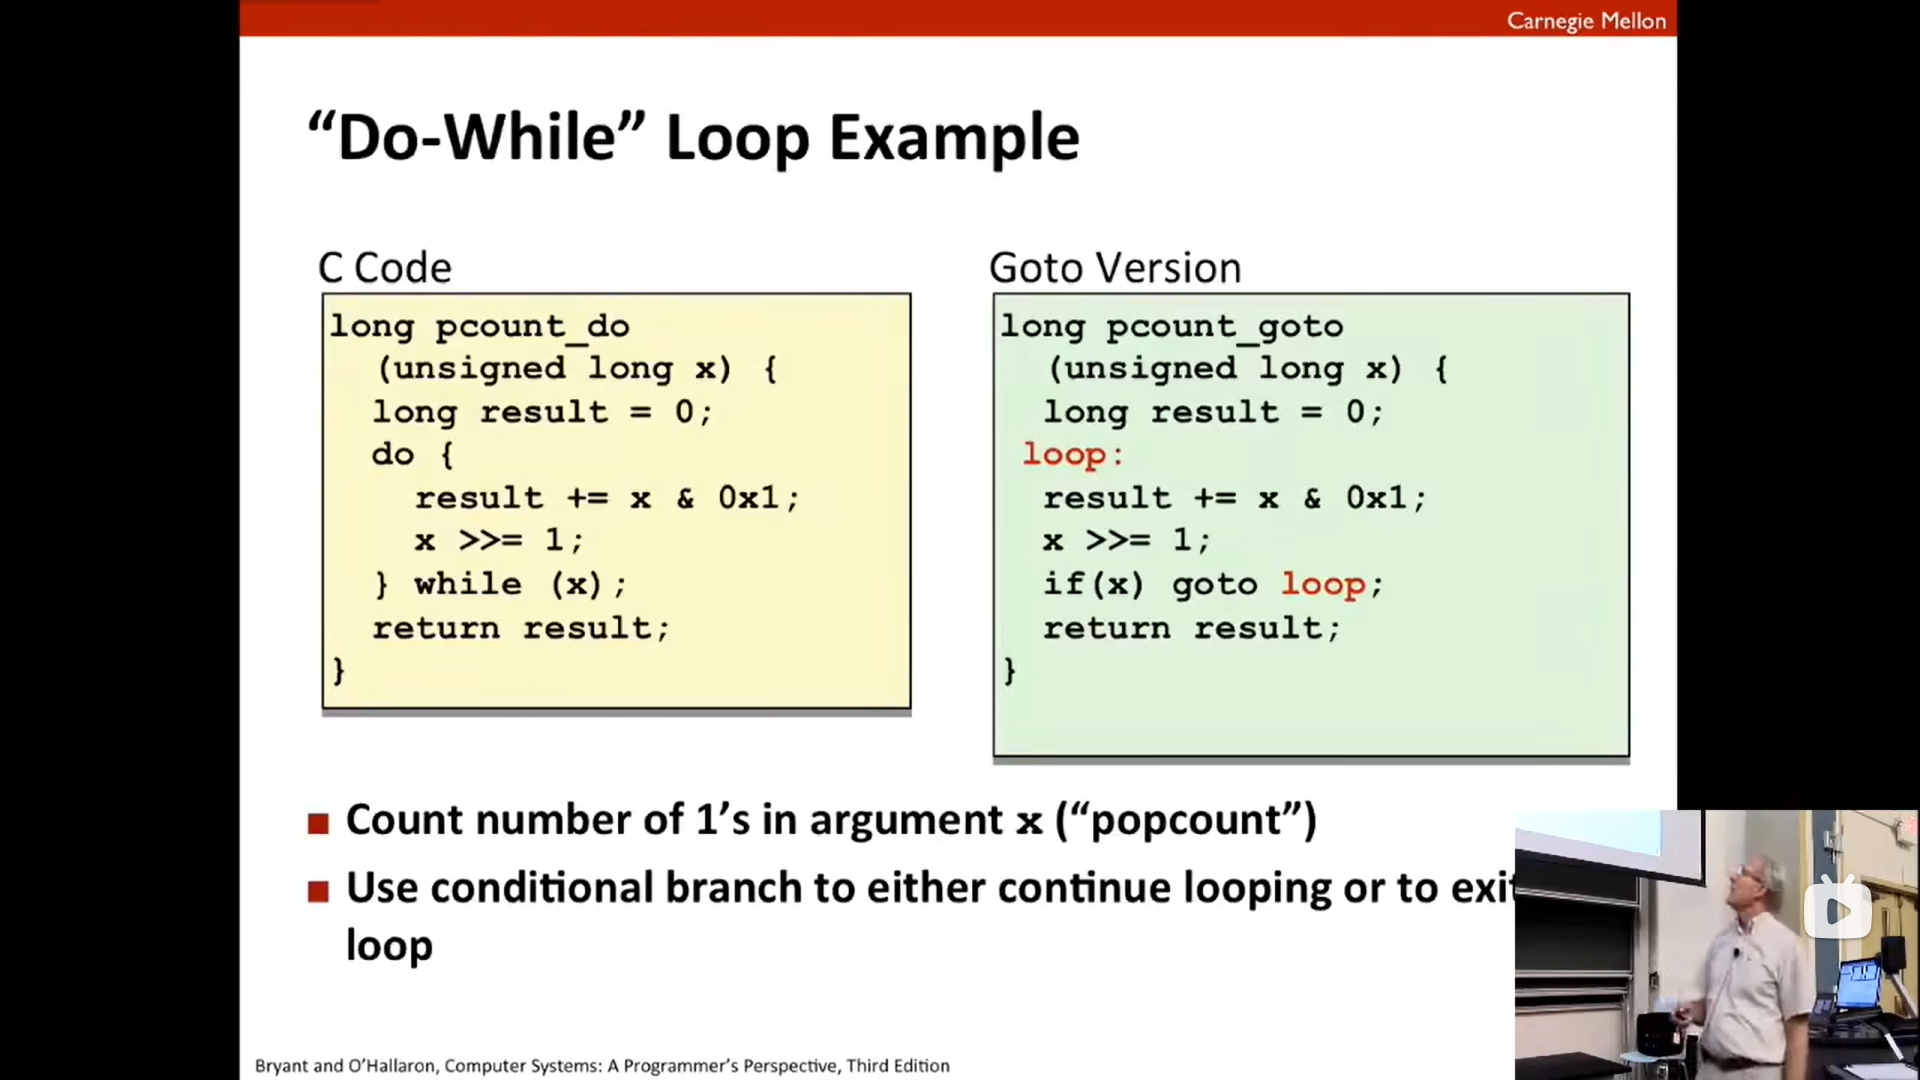 Carnegie Mellon
“Do-While” Loop Example
C Code
long pcount_do
(unsigned long x) {
long result = 0;
do {
result += x & 0x1;
x >>= 1;
} while (x);
return result;
}
Goto Version
long pcount_goto
(unsigned long x) {
long result = 0;
loop:
result += x & 0x1;
x >>= 1;
if(x) goto loop;
return result;
}
■ Count number of 1’s in argument x (“popcount”)
■ Use conditional branch to either continue looping or to exit
loop
Bryant and O’Hallaron, Computer Systems: A Programmer’s Perspective, Third Edition